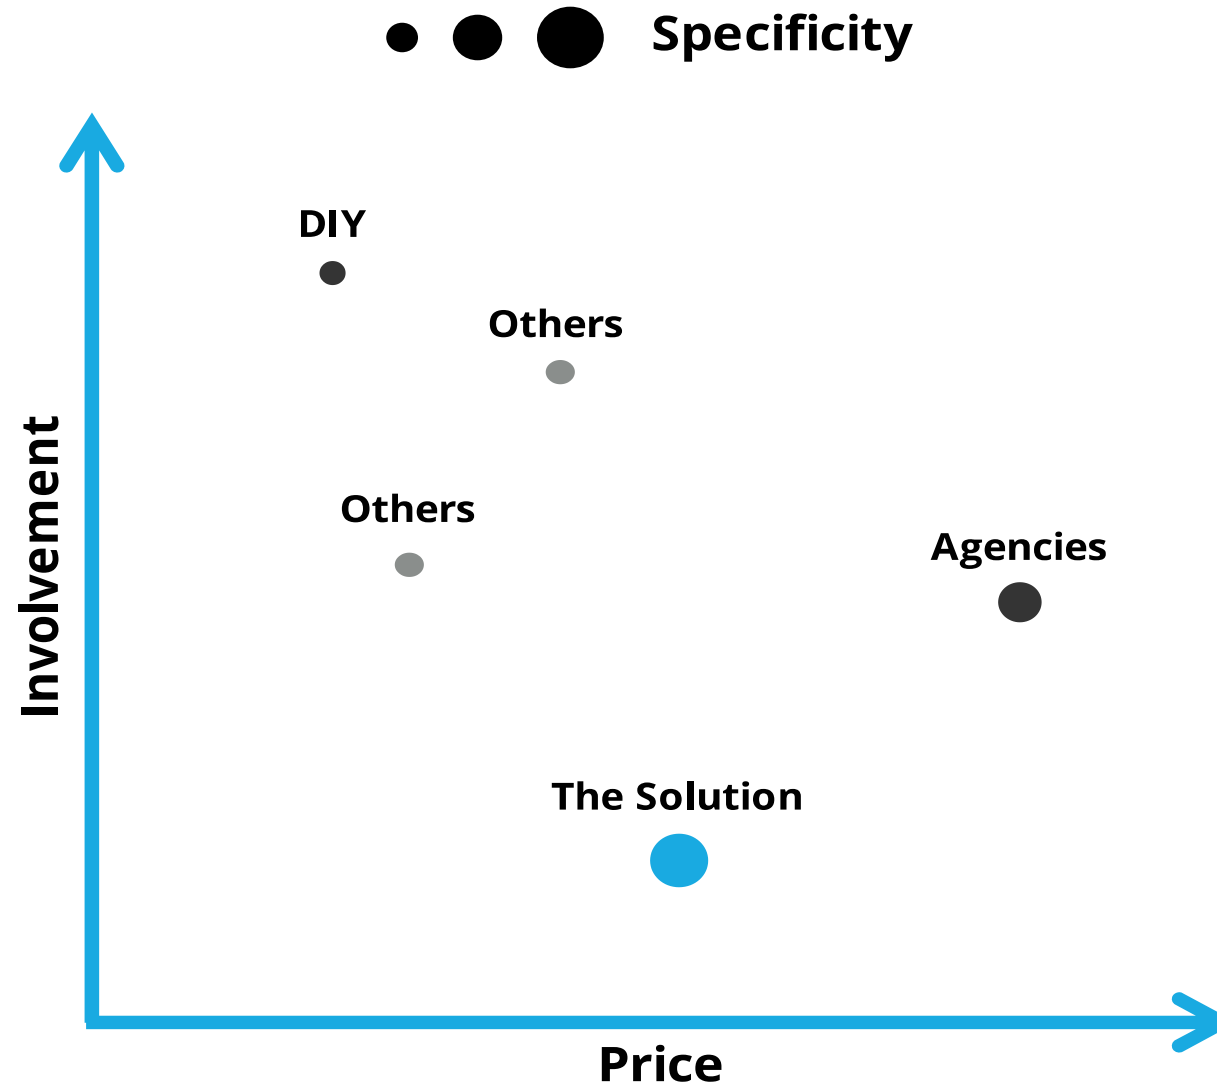 Specificity
DIY
Others
Others
Agencies
Involvement
The Solution
Price